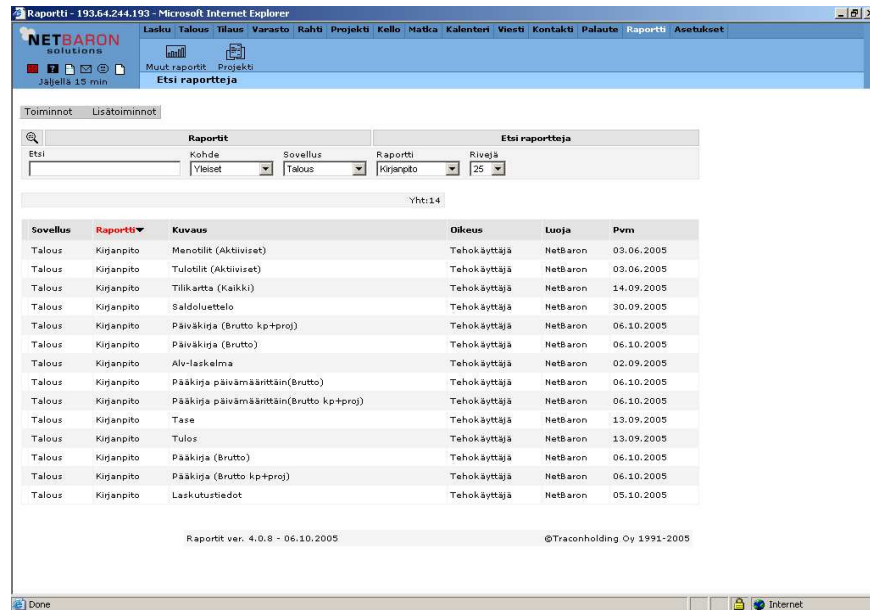 Raportti - 193.64.244.193 - Microsoft Internet Explorer
NETBARON solutions
Lasku Talous Tilaus Varasto Rahti Projekti Kello Matka Kalenteri Viesti Kontakti Palaute Raportti Asetukset
Muut raportit Projekti
Jäljellä 15 min
Etsi raportteja
Toiminnot Lisätoiminnot
Raportit Etsi raportteja
Etsi Kohde Sovellus Raportti Rivejä
Yleiset Talous Kirjanpito 25
Yht:14
Sovellus Raportti Kuvaus Oikeus Luoja Pvm
Talous Kirjanpito Menotilit (Aktiiviset) Tehokäyttäjä NetBaron 03.06.2005
Talous Kirjanpito Tulotilit (Aktiiviset) Tehokäyttäjä NetBaron 03.06.2005
Talous Kirjanpito Tilikartta (Kaikki) Tehokäyttäjä NetBaron 14.09.2005
Talous Kirjanpito Saldoluettelo Tehokäyttäjä NetBaron 30.09.2005
Talous Kirjanpito Päiväkirja (Brutto kp+proj) Tehokäyttäjä NetBaron 06.10.2005
Talous Kirjanpito Päiväkirja (Brutto) Tehokäyttäjä NetBaron 06.10.2005
Talous Kirjanpito Alv-laskelma Tehokäyttäjä NetBaron 02.09.2005
Talous Kirjanpito Pääkirja päivämäärittäin(Brutto) Tehokäyttäjä NetBaron 06.10.2005
Talous Kirjanpito Pääkirja päivämäärittäin(Brutto kp+proj) Tehokäyttäjä NetBaron 06.10.2005
Talous Kirjanpito Tase Tehokäyttäjä NetBaron 13.09.2005
Talous Kirjanpito Tulos Tehokäyttäjä NetBaron 13.09.2005
Talous Kirjanpito Pääkirja (Brutto) Tehokäyttäjä NetBaron 06.10.2005
Talous Kirjanpito Pääkirja (Brutto kp+proj) Tehokäyttäjä NetBaron 06.10.2005
Talous Kirjanpito Laskutustiedot Tehokäyttäjä NetBaron 05.10.2005
Raportit ver. 4.0.8 - 06.10.2005 ©Traconholding Oy 1991-2005
Done Internet